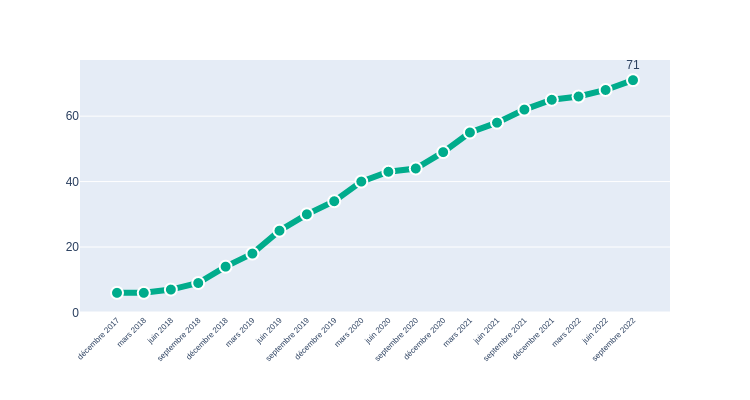 71
60
40
20
0
décembre 2017
mars 2018
juin 2018
septembre 2018
décembre 2018
mars 2019
juin 2019
septembre 2019
décembre 2019
mars 2020
juin 2020
septembre 2020
décembre 2020
mars 2021
juin 2021
septembre 2021
décembre 2021
mars 2022
juin 2022
septembre 2022